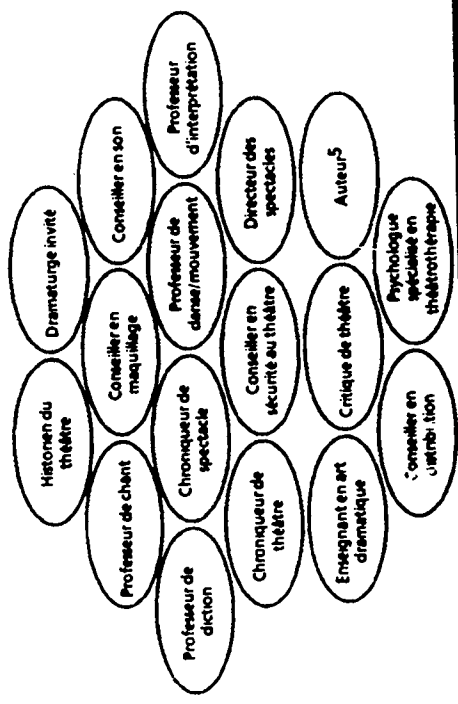 Historien du
théâtre
Dramaturge invité
Professeur de chant
Conseiller en
maquillage
Conseiller en son
Professeur de
diction
Chroniqueur de
spectacle
Professeur de
danse/mouvement
Professeur
d'interprétation
Chroniqueur de
théâtre
Conseiller en
sécurité au théâtre
Directeur des
spectacles
Enseignant en art
dramatique
Critique de théâtre
Auteur⁵
Conseiller en
distribution
Psychologue
spécialisé en
théâtrothérapie